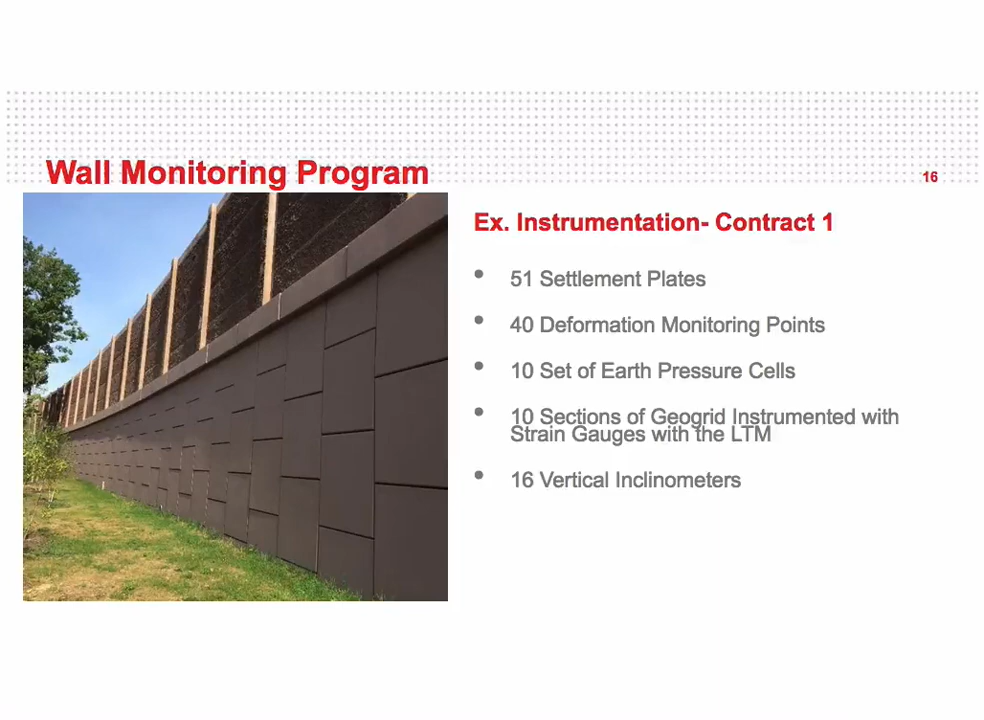 Wall Monitoring Program
16
Ex. Instrumentation- Contract 1
• 51 Settlement Plates
• 40 Deformation Monitoring Points
• 10 Set of Earth Pressure Cells
• 10 Sections of Geogrid Instrumented with
Strain Gauges with the LTM
• 16 Vertical Inclinometers